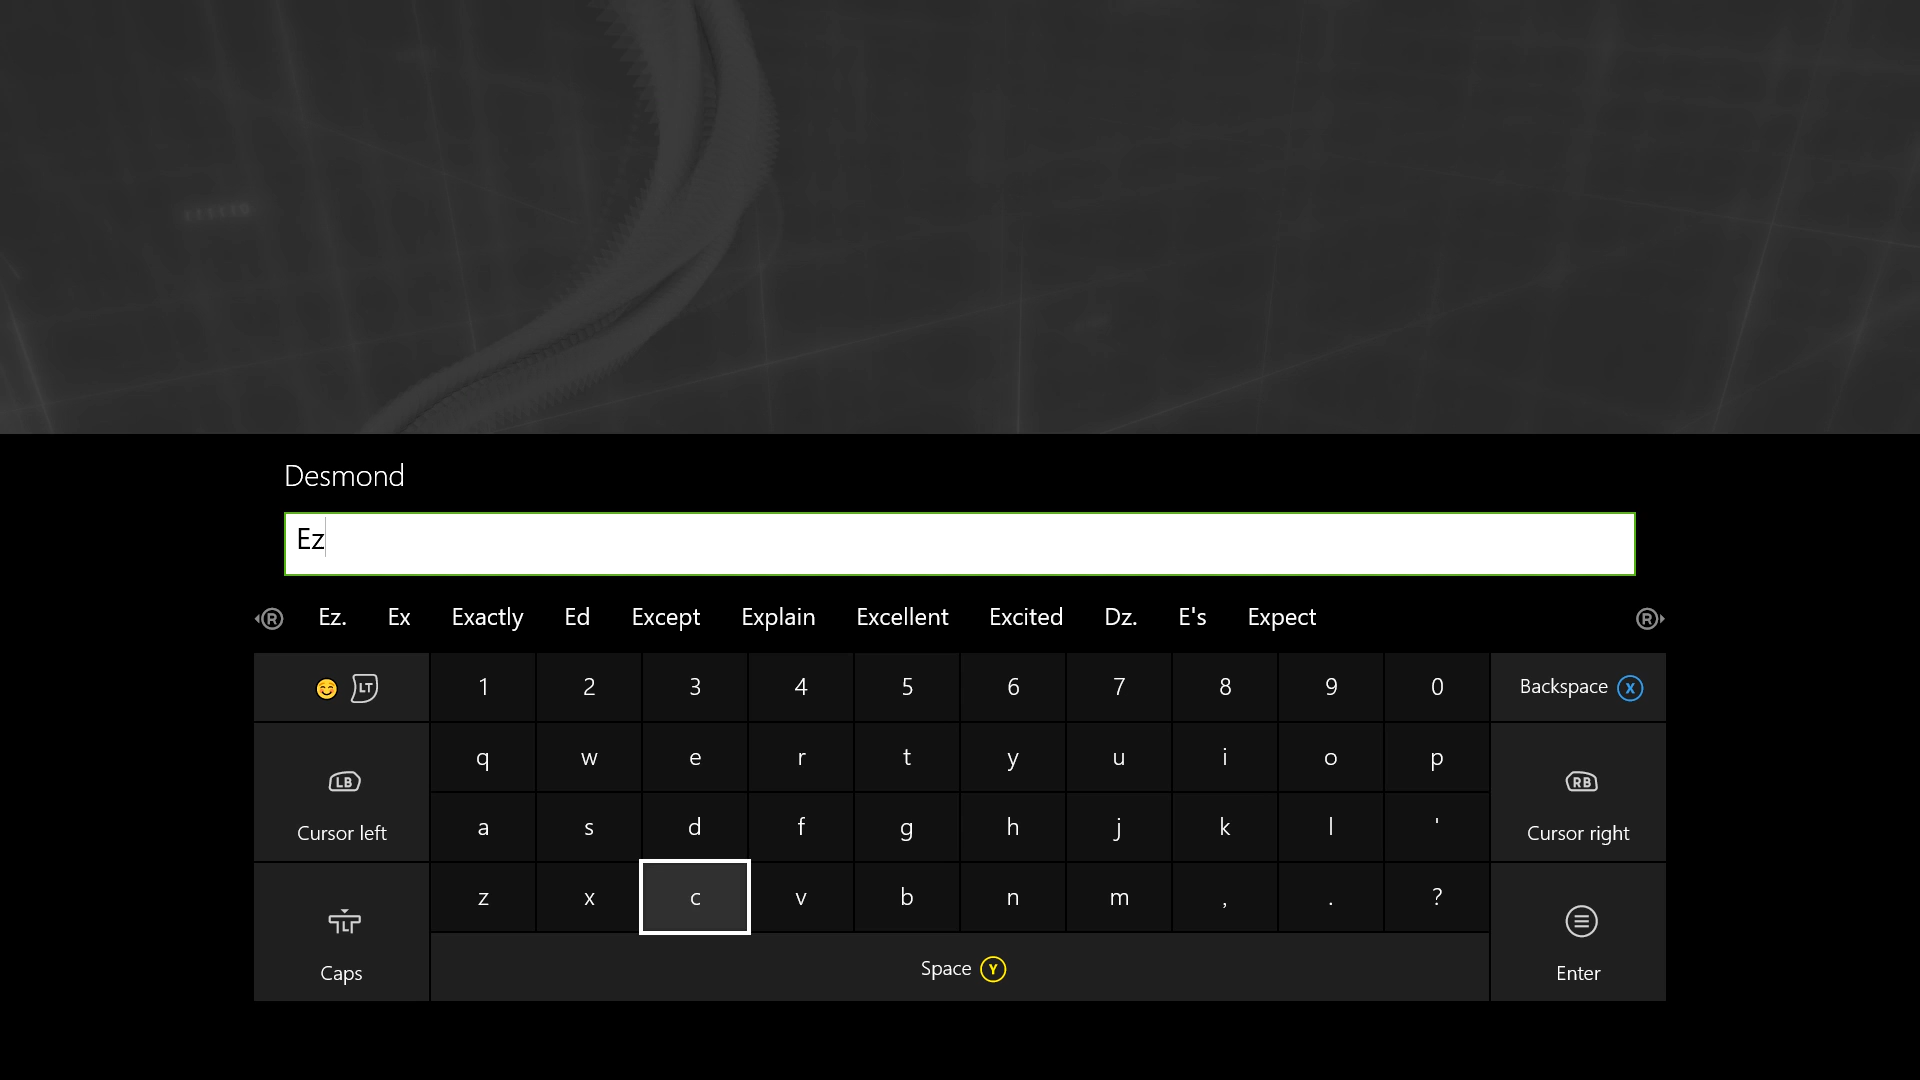 Desmond
Ez
R Ez. Ex Exactly Ed Except Explain Excellent Excited Dz. E's Expect R
LT 1 2 3 4 5 6 7 8 9 0 Backspace X
q w e r t y u i o p
LB RB
Cursor left a s d f g h j k l ' Cursor right
z x c v b n m , . ?
LT
Caps Space Y Enter